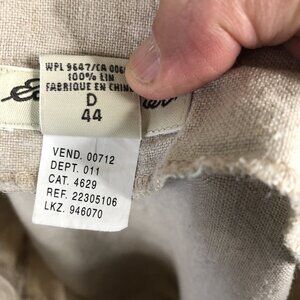 WPL 9647/CA 006
100% LIN
FABRIQUE EN CHINE
D
44
VEND. 00712
DEPT. 011
CAT. 4629
REF. 22305106
LKZ. 946070